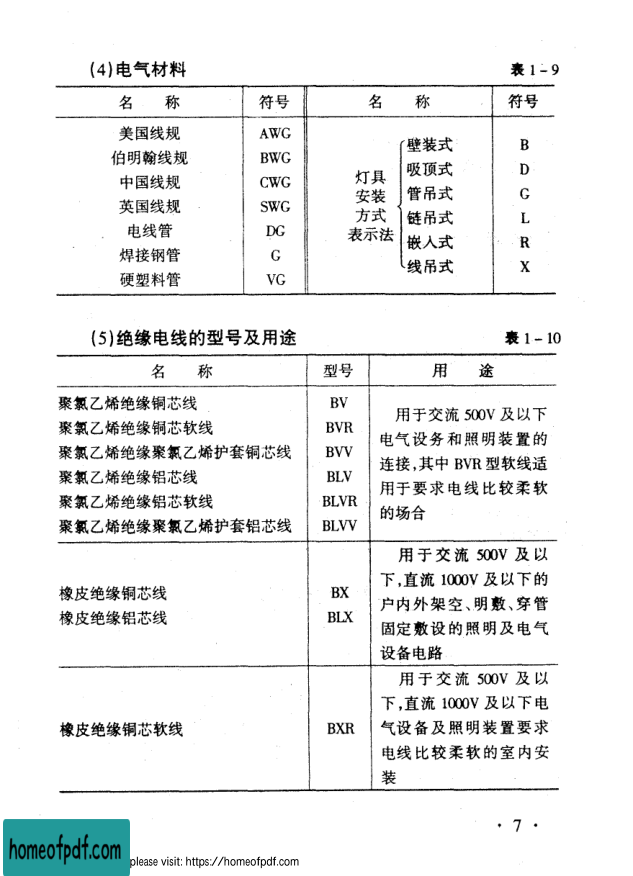 (4)电气材料 表 1-9
名 称 符号 名 称 符号
美国线规 AWG
伯明翰线规 BWG
中国线规 CWG
英国线规 SWG
电线管 DG
焊接钢管 G
硬塑料管 VG
灯具
安装
方式
表示法
壁装式 B
吸顶式 D
管吊式 G
链吊式 L
嵌入式 R
线吊式 X
(5)绝缘电线的型号及用途 表 1-10
名 称 型号 用 途
聚氯乙烯绝缘铜芯线 BV
聚氯乙烯绝缘铜芯软线 BVR
聚氯乙烯绝缘聚氯乙烯护套铜芯线 BVV
聚氯乙烯绝缘铝芯线 BLV
聚氯乙烯绝缘铝芯软线 BLVR
聚氯乙烯绝缘聚氯乙烯护套铝芯线 BLVV
用于交流 500V 及以下
电气设务和照明装置的
连接,其中 BVR 型软线适
用于要求电线比较柔软
的场合
橡皮绝缘铜芯线 BX
橡皮绝缘铝芯线 BLX
用于交流 500V 及以
下,直流 1000V 及以下的
户内外架空、明敷、穿管
固定敷设的照明及电气
设备电路
橡皮绝缘铜芯软线 BXR
用于交流 500V 及以
下,直流 1000V 及以下电
气设备及照明装置要求
电线比较柔软的室内安
装
· 7 ·
homeofpdf.com
please visit: https://homeofpdf.com